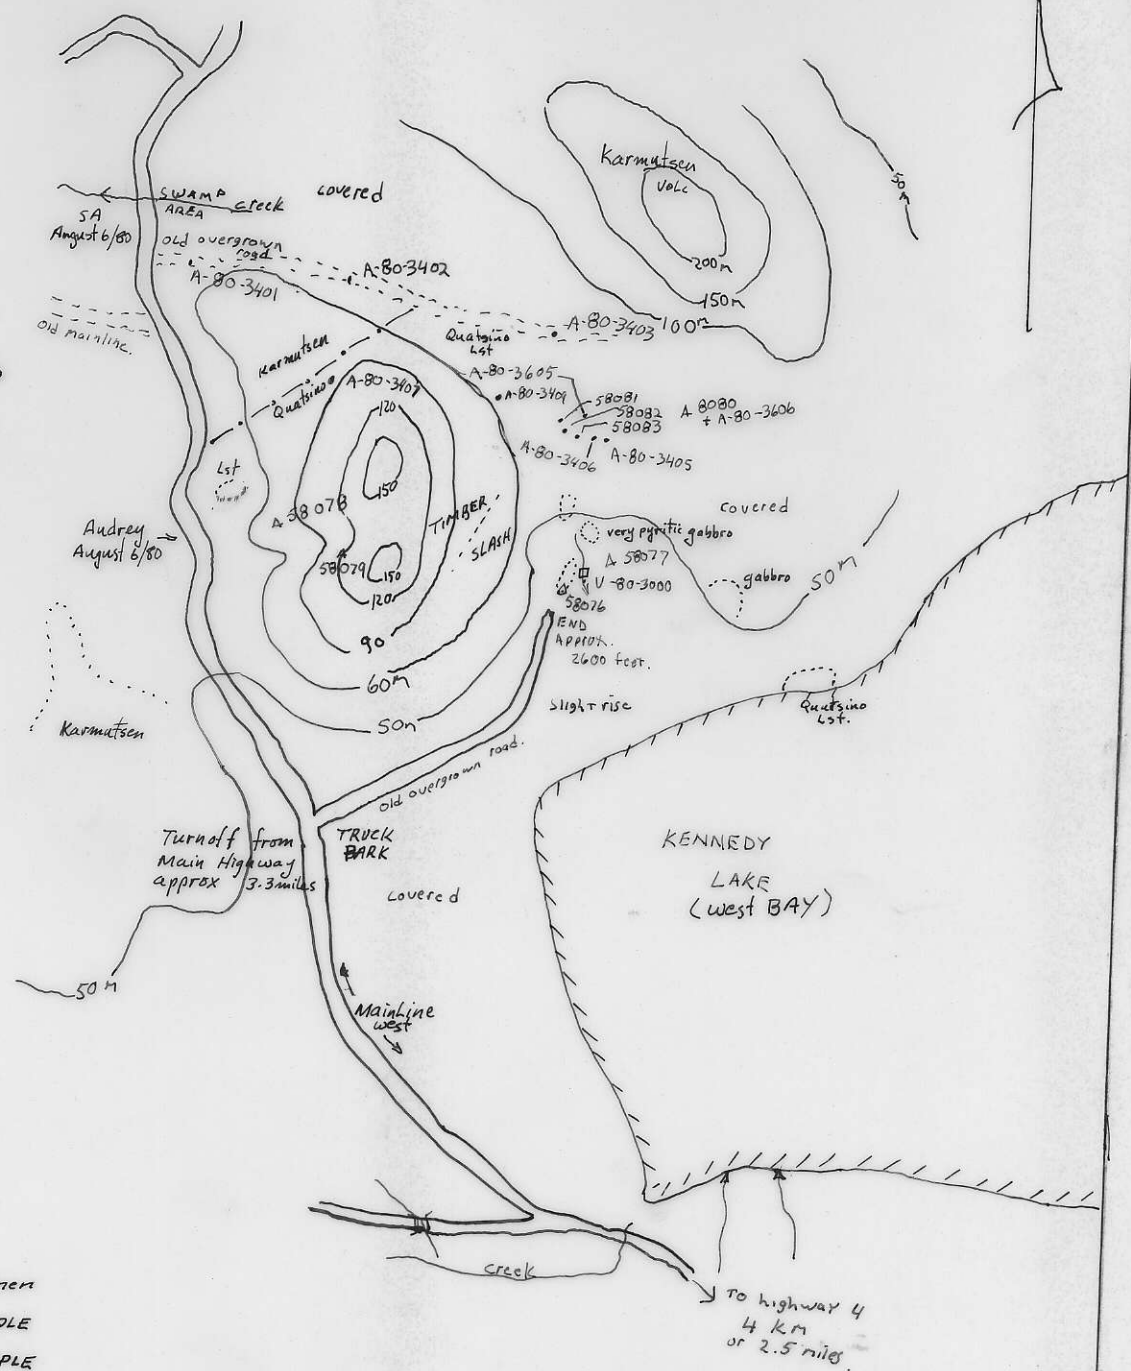 Karmutsen
Volc
200m
150m
100m
50m
SWAMP
AREA
creek
covered
SA
August 6/80
old overgrown
road
A-80-3401
A-80-3402
Old mainline.
A-80-3403
Quatsino
Lst
Karmutsen
Quatsino
A-80-3605
A-80-3407
A-80-3409
58081
58082
58083
A 8080
+ A-80-3606
A-80-3406
A-80-3405
120
150
Lst
A 58078
TIMBER
SLASH
covered
Audrey
August 6/80
very pyritic gabbro
A 58077
gabbro
50m
58079
150
120
V-80-3000
58076
END
Approx.
2600 feet.
90
60m
50m
slight rise
Quatsino
Lst.
Karmutsen
Old overgrown road.
Turnoff from
Main Highway
approx 3.3 miles
TRUCK
PARK
covered
KENNEDY
LAKE
(West BAY)
50m
MainLine
west
creek
men
OLE
PLE
To highway 4
4 Km
or 2.5 miles.